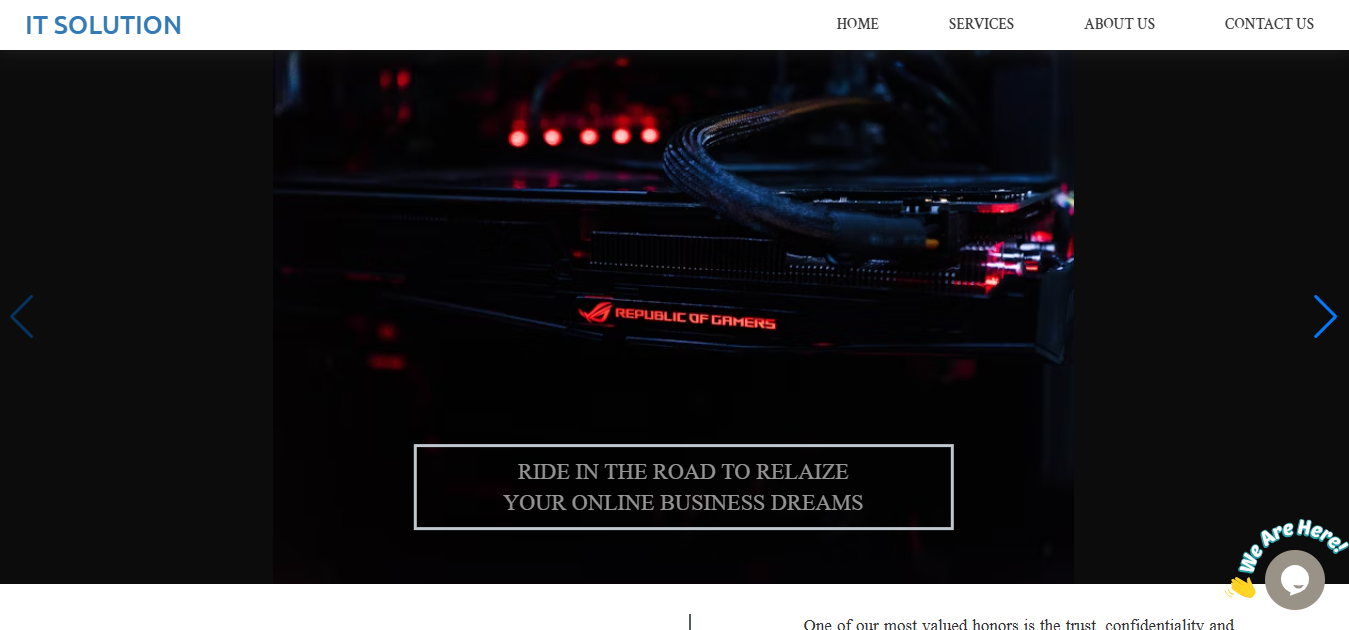 IT SOLUTION
HOME
SERVICES
ABOUT US
CONTACT US
REPUBLIC OF GAMERS
RIDE IN THE ROAD TO RELAIZE
YOUR ONLINE BUSINESS DREAMS
We Are Here!
One of our most valued honors is the trust, confidentiality and